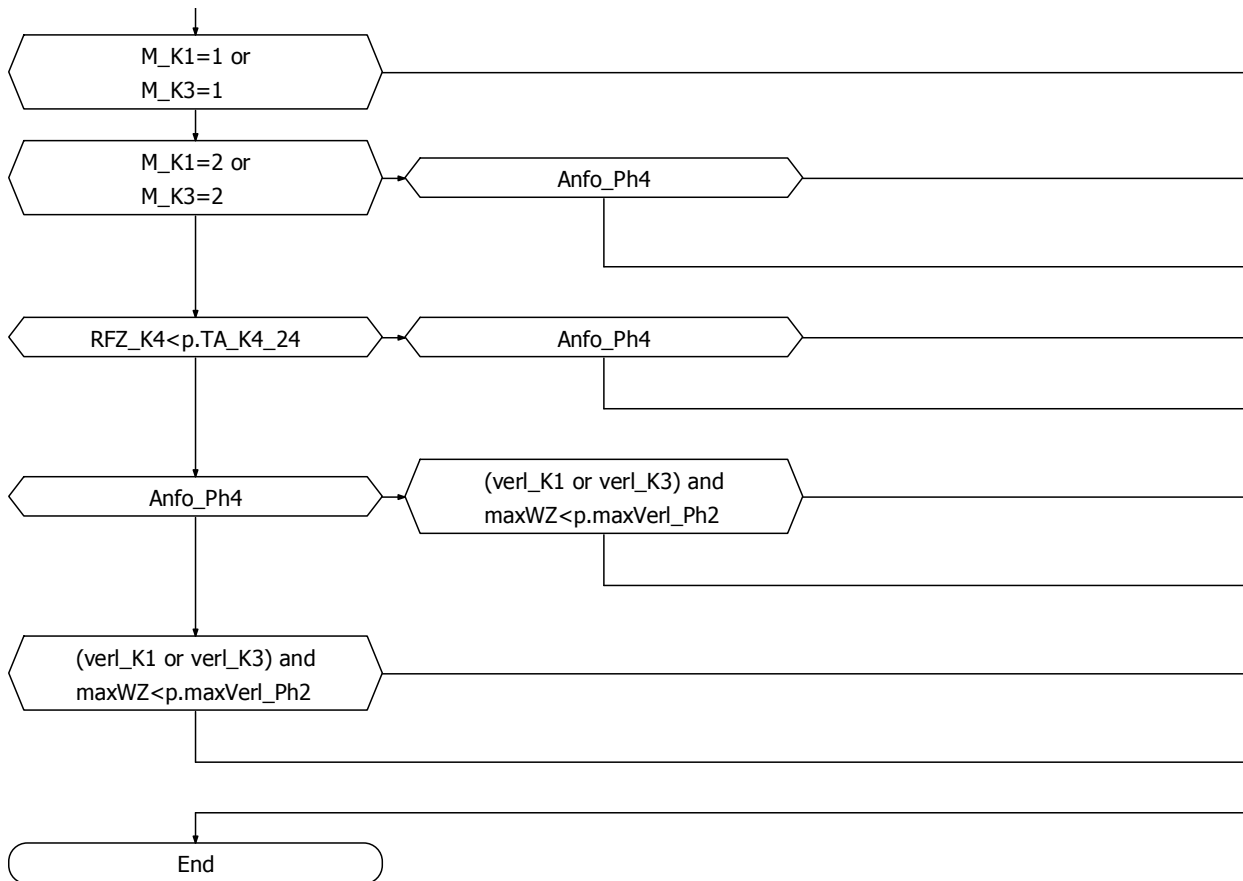 M_K1=1 or
M_K3=1
M_K1=2 or
M_K3=2
Anfo_Ph4
RFZ_K4<p.TA_K4_24
Anfo_Ph4
Anfo_Ph4
(verl_K1 or verl_K3) and
maxWZ<p.maxVerl_Ph2
(verl_K1 or verl_K3) and
maxWZ<p.maxVerl_Ph2
End